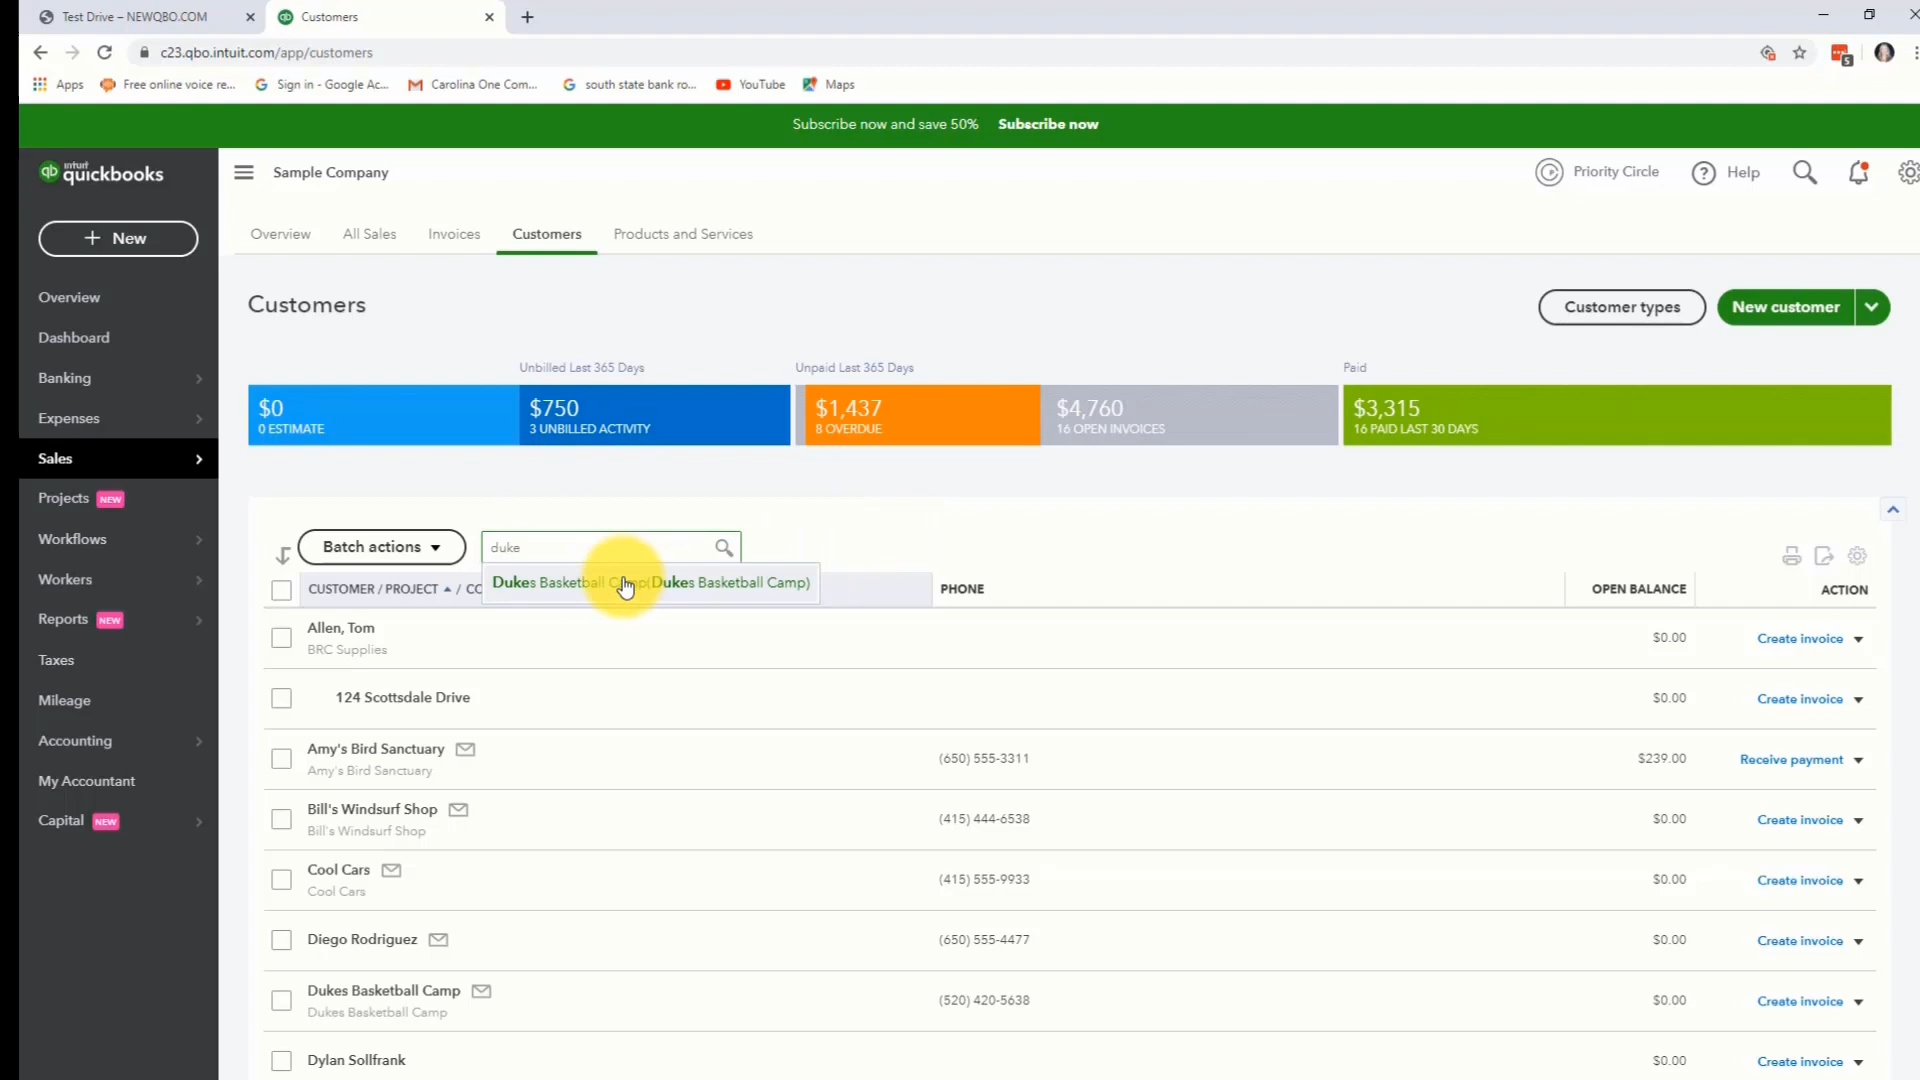 Test Drive – NEWQBO.COM
Customers
c23.qbo.intuit.com/app/customers
5
Apps
Free online voice re...
Sign in - Google Ac...
Carolina One Com...
south state bank ro...
YouTube
Maps
Subscribe now and save 50% Subscribe now
qb intuit quickbooks
Sample Company
Priority Circle
Help
+ New
Overview
All Sales
Invoices
Customers
Products and Services
Overview
Dashboard
Banking
Expenses
Sales
Projects NEW
Workflows
Workers
Reports NEW
Taxes
Mileage
Accounting
My Accountant
Capital NEW
Customers
Customer types
New customer
Unbilled Last 365 Days
Unpaid Last 365 Days
Paid
$0
0 ESTIMATE
$750
3 UNBILLED ACTIVITY
$1,437
8 OVERDUE
$4,760
16 OPEN INVOICES
$3,315
16 PAID LAST 30 DAYS
Batch actions
duke
Dukes Basketball Camp(Dukes Basketball Camp)
CUSTOMER / PROJECT / CO
PHONE
OPEN BALANCE
ACTION
Allen, Tom
BRC Supplies
$0.00
Create invoice
124 Scottsdale Drive
$0.00
Create invoice
Amy's Bird Sanctuary
Amy's Bird Sanctuary
(650) 555-3311
$239.00
Receive payment
Bill's Windsurf Shop
Bill's Windsurf Shop
(415) 444-6538
$0.00
Create invoice
Cool Cars
Cool Cars
(415) 555-9933
$0.00
Create invoice
Diego Rodriguez
(650) 555-4477
$0.00
Create invoice
Dukes Basketball Camp
Dukes Basketball Camp
(520) 420-5638
$0.00
Create invoice
Dylan Sollfrank
$0.00
Create invoice